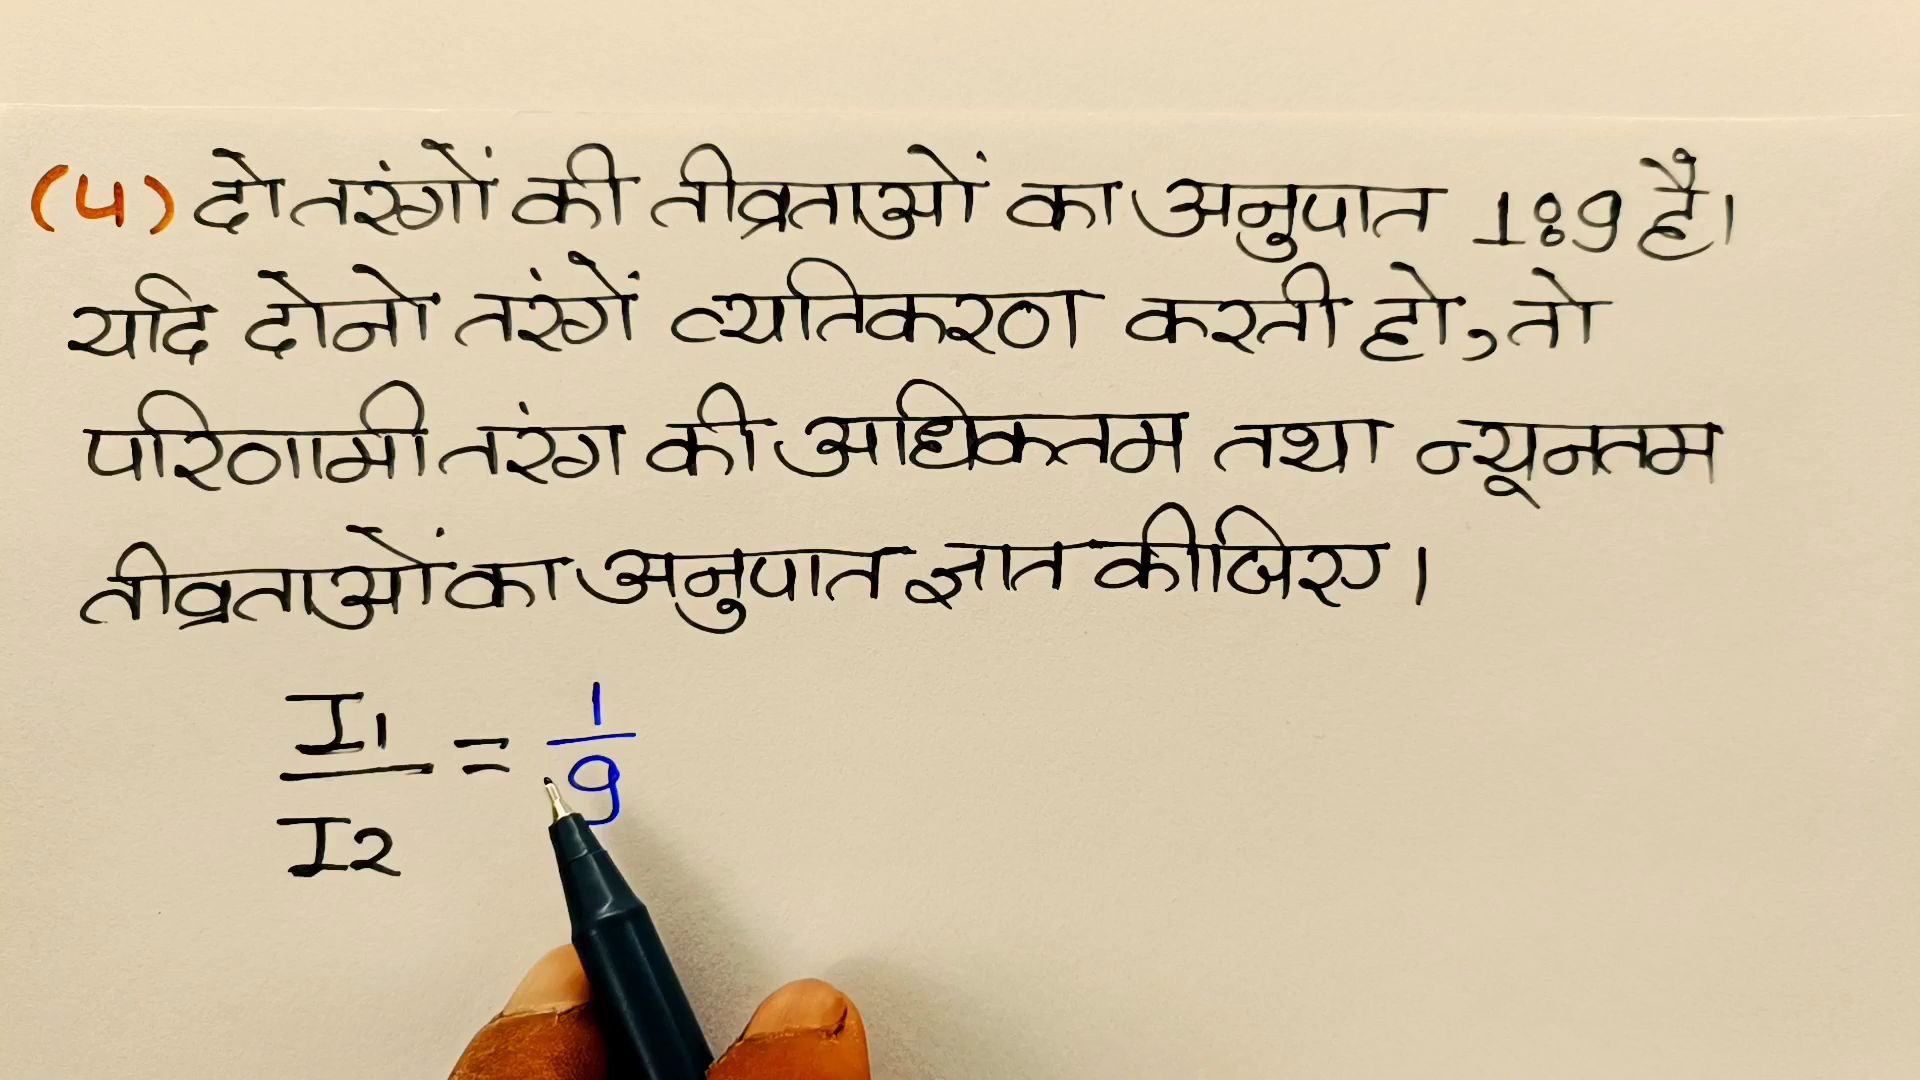 (५) दो तरंगों की तीव्रताओं का अनुपात 1:9 है।
यदि दोनो तरंगें व्यतिकरण करती हो, तो
परिणामी तरंग की अधिकतम तथा न्यूनतम
तीव्रताओं का अनुपात ज्ञात कीजिए।
I1/I2 = 1/9